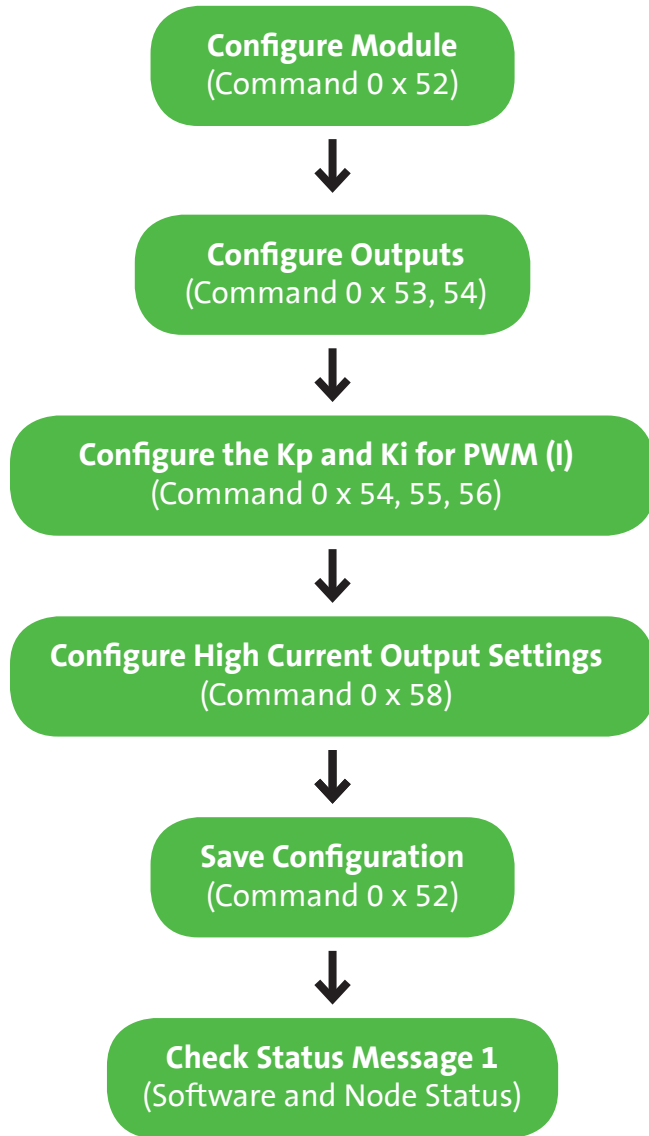 Configure Module
(Command 0 x 52)
Configure Outputs
(Command 0 x 53, 54)
Configure the Kp and Ki for PWM (I)
(Command 0 x 54, 55, 56)
Configure High Current Output Settings
(Command 0 x 58)
Save Configuration
(Command 0 x 52)
Check Status Message 1
(Software and Node Status)